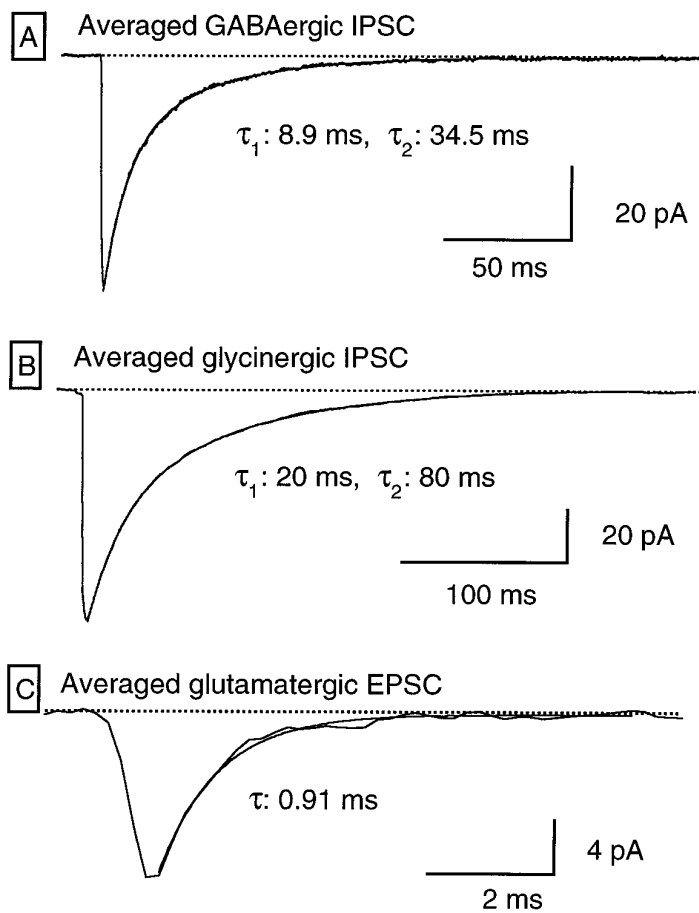 A Averaged GABAergic IPSC
τ1: 8.9 ms, τ2: 34.5 ms
20 pA
50 ms
B Averaged glycinergic IPSC
τ1: 20 ms, τ2: 80 ms
20 pA
100 ms
C Averaged glutamatergic EPSC
τ: 0.91 ms
4 pA
2 ms